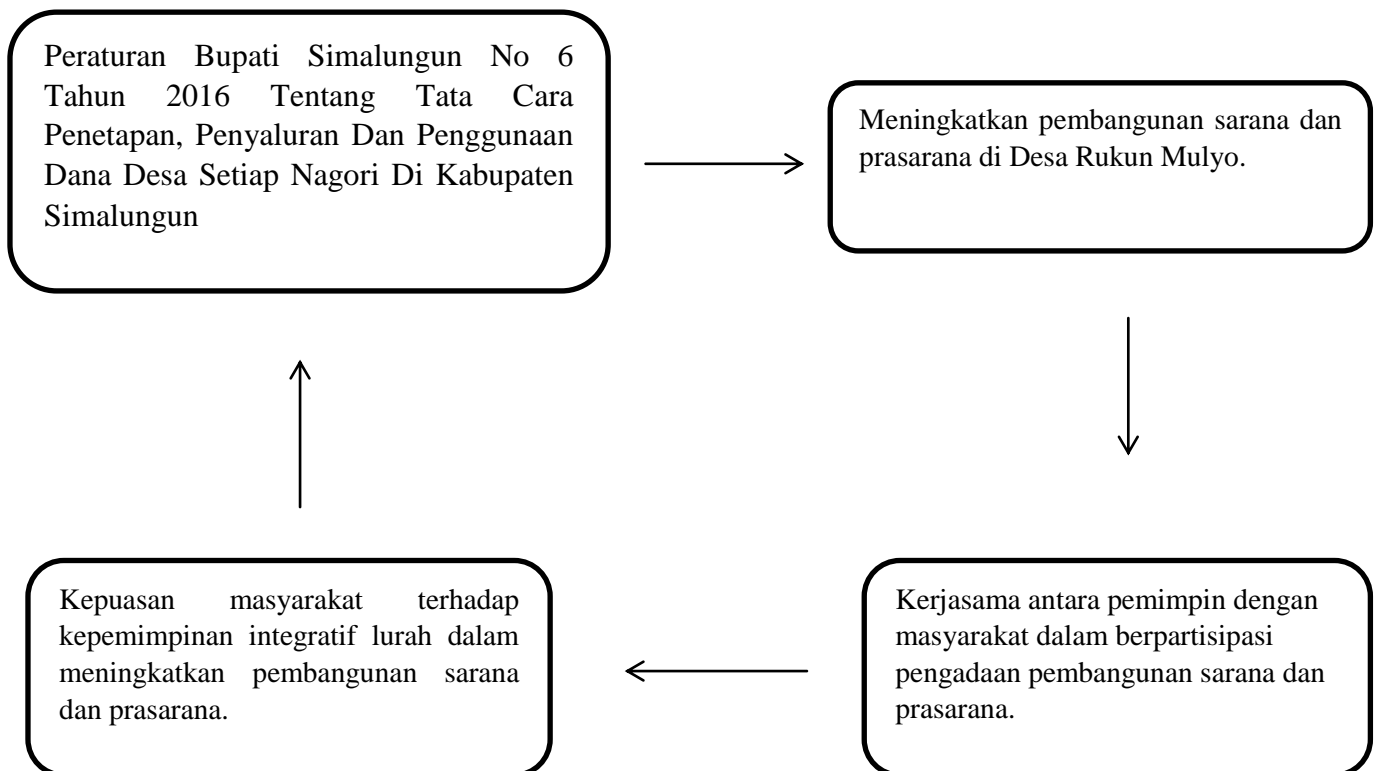 Peraturan Bupati Simalungun No 6
Tahun 2016 Tentang Tata Cara
Penetapan, Penyaluran Dan Penggunaan
Dana Desa Setiap Nagori Di Kabupaten
Simalungun
Meningkatkan pembangunan sarana dan
prasarana di Desa Rukun Mulyo.
Kepuasan masyarakat terhadap
kepemimpinan integratif lurah dalam
meningkatkan pembangunan sarana
dan prasarana.
Kerjasama antara pemimpin dengan
masyarakat dalam berpartisipasi
pengadaan pembangunan sarana dan
prasarana.